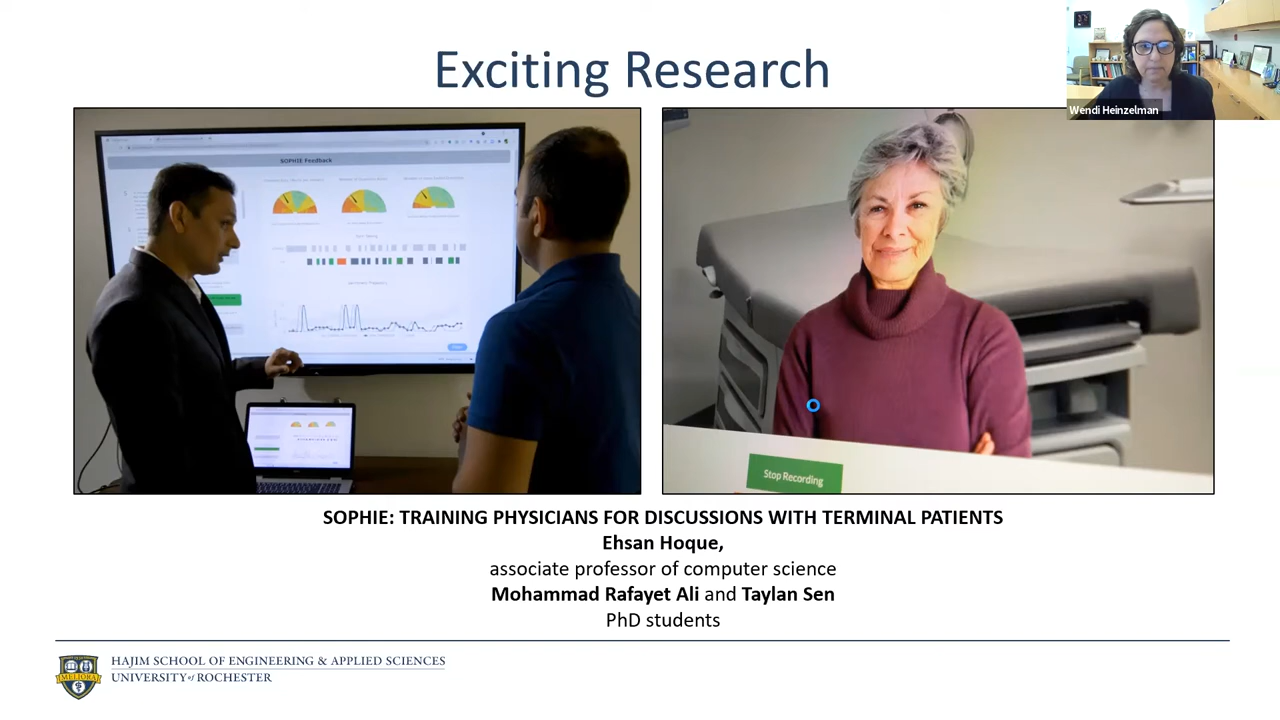 Exciting Research
Wendi Heinzelman
SOPHIE Feedback
Stop Recording
SOPHIE: TRAINING PHYSICIANS FOR DISCUSSIONS WITH TERMINAL PATIENTS
Ehsan Hoque,
associate professor of computer science
Mohammad Rafayet Ali and Taylan Sen
PhD students
MELIORA
HAJIM SCHOOL OF ENGINEERING & APPLIED SCIENCES
UNIVERSITY of ROCHESTER